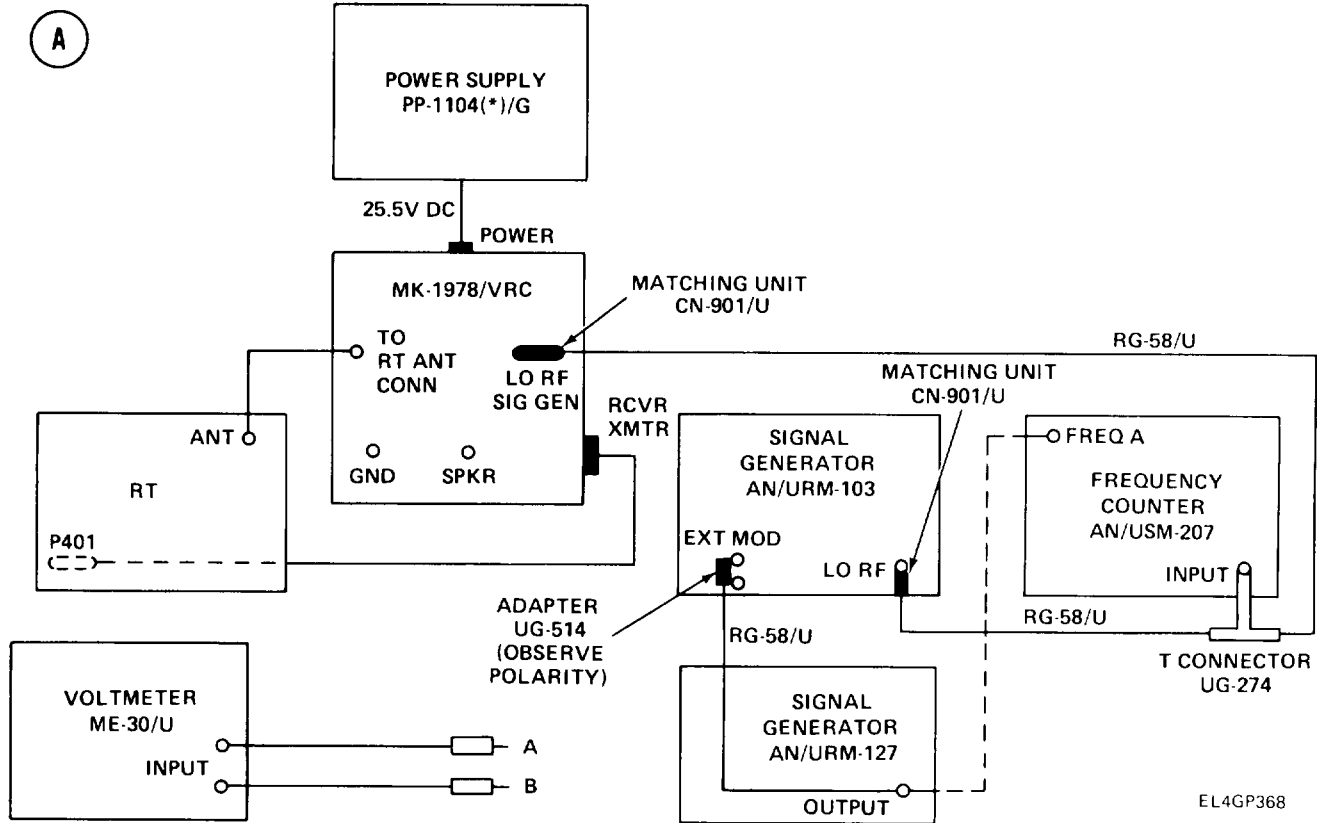 A
POWER SUPPLY
PP-1104(*)/G
25.5V DC
POWER
MK-1978/VRC
TO
RT ANT
CONN
LO RF
SIG GEN
GND
SPKR
RCVR
XMTR
MATCHING UNIT
CN-901/U
RG-58/U
MATCHING UNIT
CN-901/U
ANT
RT
P401
SIGNAL
GENERATOR
AN/URM-103
EXT MOD
LO RF
FREQ A
FREQUENCY
COUNTER
AN/USM-207
INPUT
ADAPTER
UG-514
(OBSERVE
POLARITY)
RG-58/U
RG-58/U
T CONNECTOR
UG-274
VOLTMETER
ME-30/U
INPUT
A
B
SIGNAL
GENERATOR
AN/URM-127
OUTPUT
EL4GP368